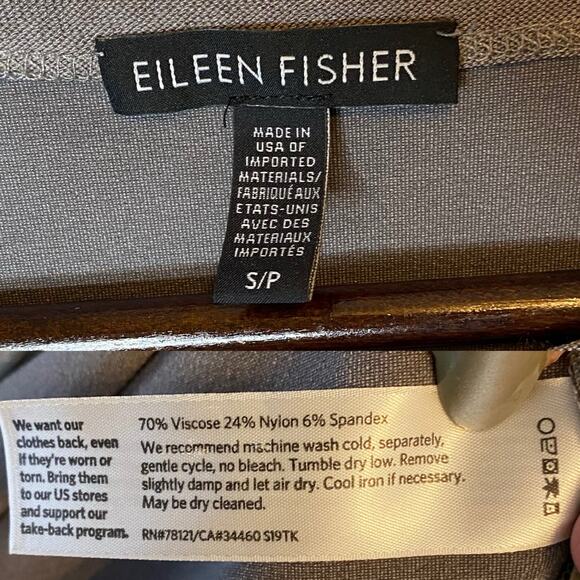 EILEEN FISHER
MADE IN
USA OF
IMPORTED
MATERIALS/
FABRIQUÉ AUX
ETATS-UNIS
AVEC DES
MATERIAUX
IMPORTÉS
S/P
We want our
clothes back, even
if they're worn or
torn. Bring them
to our US stores
and support our
take-back program.
70% Viscose 24% Nylon 6% Spandex
We recommend machine wash cold, separately,
gentle cycle, no bleach. Tumble dry low. Remove
slightly damp and let air dry. Cool iron if necessary.
May be dry cleaned.
RN#78121/CA#34460 S19TK